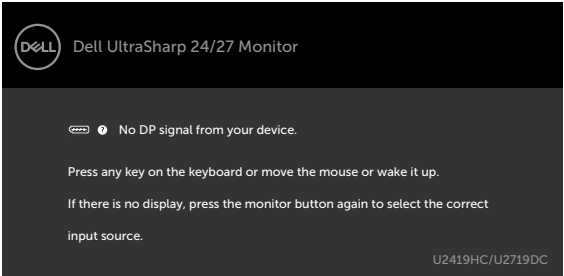 DELL
Dell UltraSharp 24/27 Monitor
? No DP signal from your device.
Press any key on the keyboard or move the mouse or wake it up.
If there is no display, press the monitor button again to select the correct
input source.
U2419HC/U2719DC